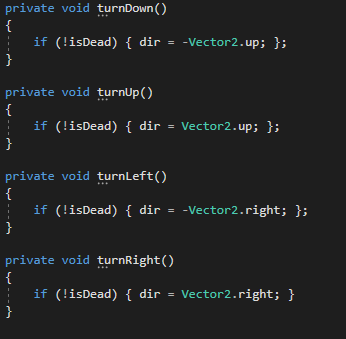 private void turnDown()
{
    if (!isDead) { dir = -Vector2.up; };
}

private void turnUp()
{
    if (!isDead) { dir = Vector2.up; };
}

private void turnLeft()
{
    if (!isDead) { dir = -Vector2.right; };
}

private void turnRight()
{
    if (!isDead) { dir = Vector2.right; }
}